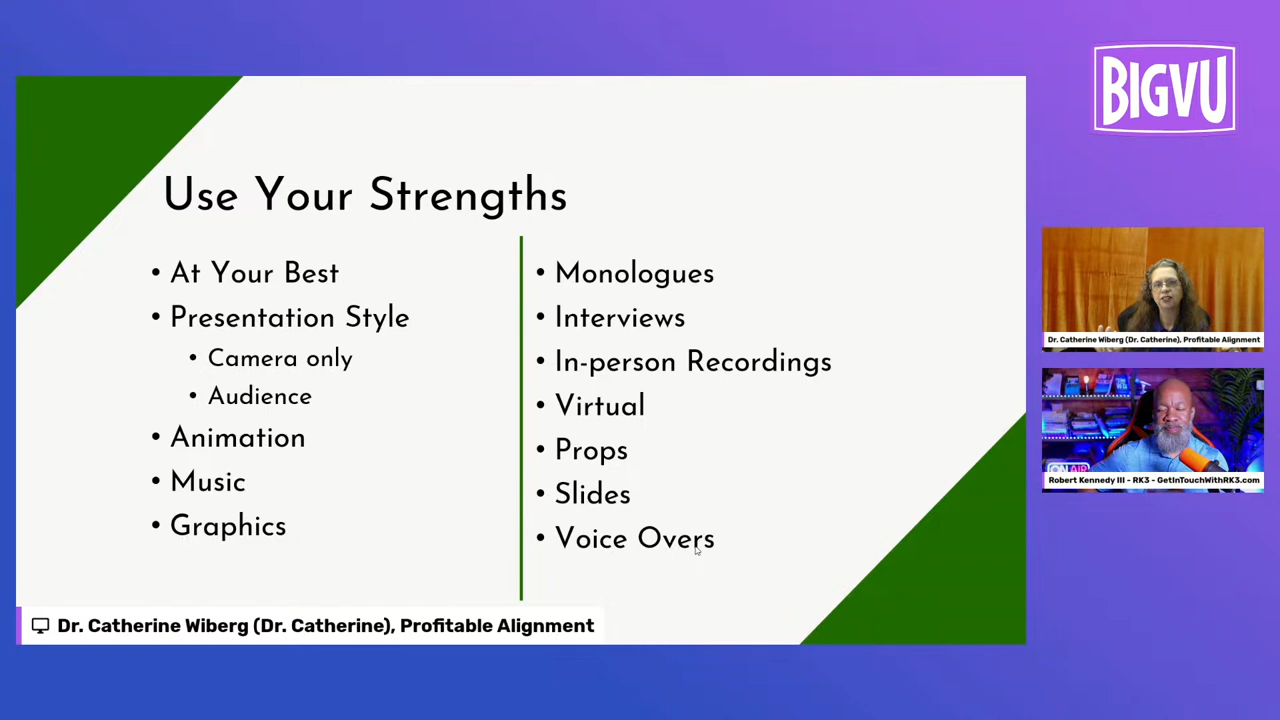 BIGVU
Use Your Strengths
• At Your Best
• Presentation Style
• Camera only
• Audience
• Animation
• Music
• Graphics
• Monologues
• Interviews
• In-person Recordings
• Virtual
• Props
• Slides
• Voice Overs
Dr. Catherine Wiberg (Dr. Catherine), Profitable Alignment
Dr. Catherine Wiberg (Dr. Catherine), Profitable Alignment
ON AIR
Robert Kennedy III - RK3 - GetInTouchWithRK3.com